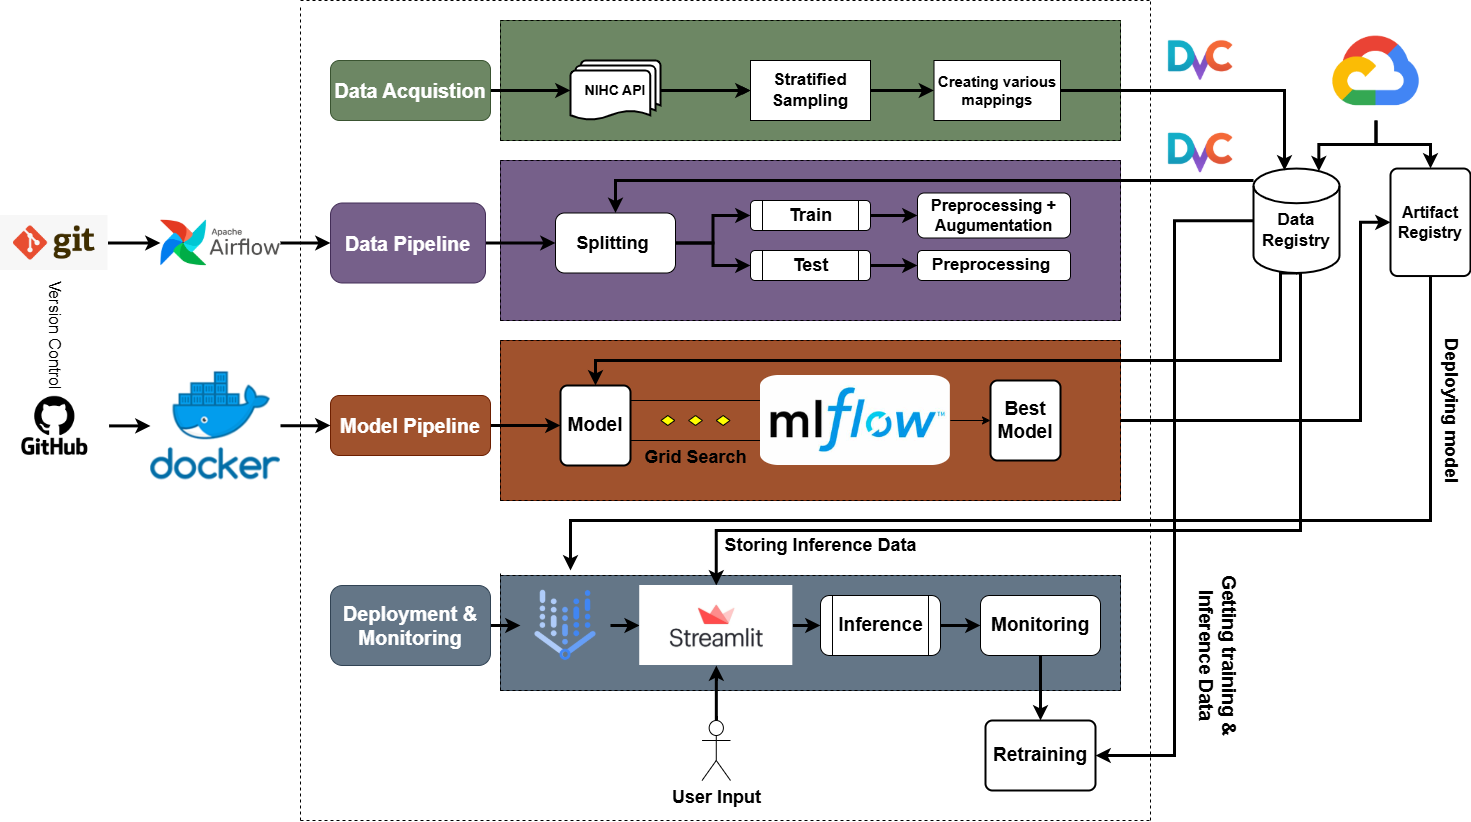 Data Acquistion
NIHC API
Stratified
Sampling
Creating various
mappings
DVC
DVC
git
Apache
Airflow
Data Pipeline
Splitting
Train
Preprocessing +
Augumentation
Test
Preprocessing
Data
Registry
Artifact
Registry
Version Control
GitHub
docker
Model Pipeline
Model
Grid Search
mlflow™
Best
Model
Deploying model
Storing Inference Data
Deployment &
Monitoring
Streamlit
Inference
Monitoring
Getting training &
Inference Data
Retraining
User Input